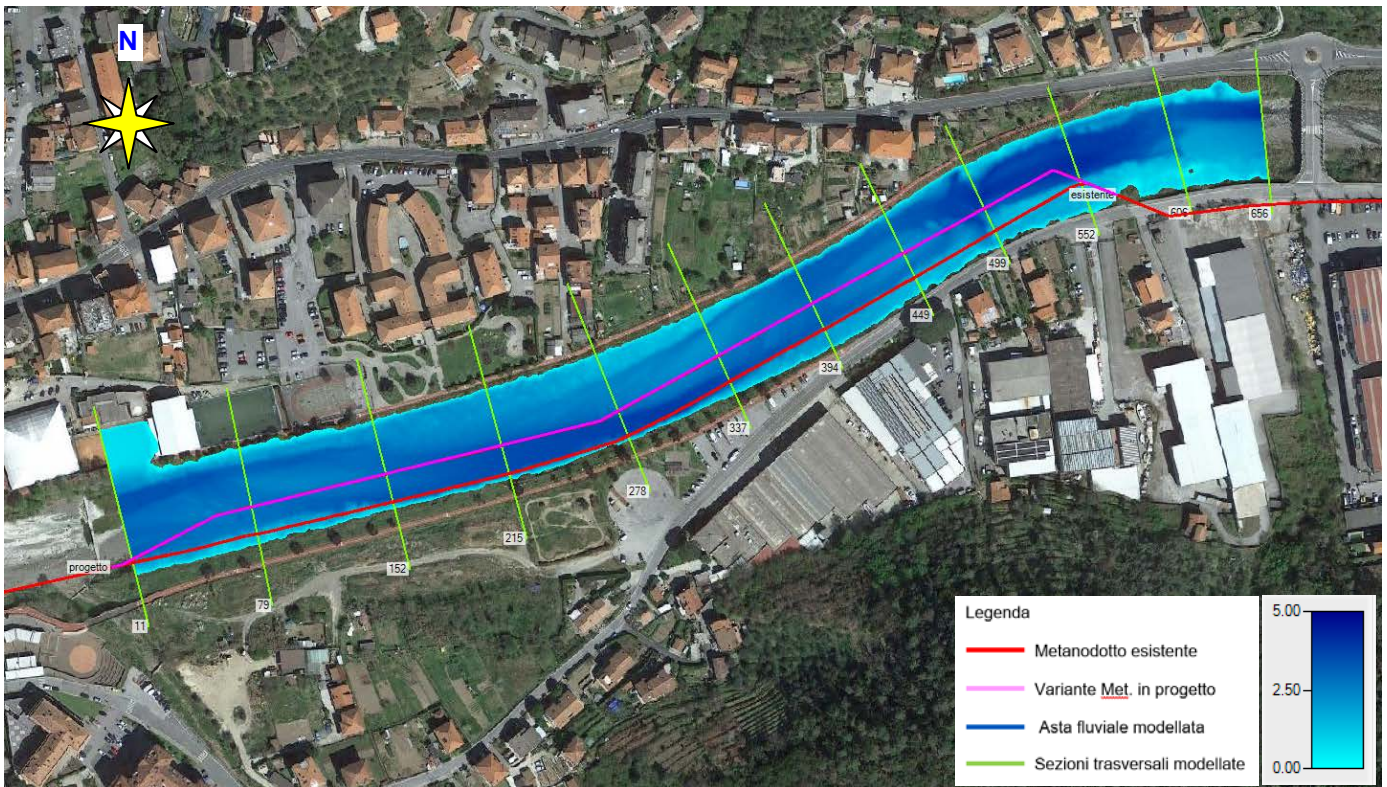 N
esistente
606
656
552
499
449
394
337
278
215
progetto
152
79
11
Legenda
Metanodotto esistente
Variante Met. in progetto
Asta fluviale modellata
Sezioni trasversali modellate
5.00
2.50
0.00